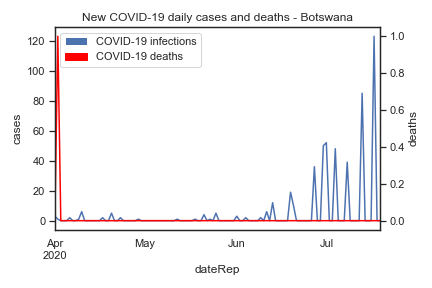 New COVID-19 daily cases and deaths - Botswana
COVID-19 infections
COVID-19 deaths
cases
120
100
80
60
40
20
0
deaths
1.0
0.8
0.6
0.4
0.2
0.0
Apr
2020
May
Jun
Jul
dateRep